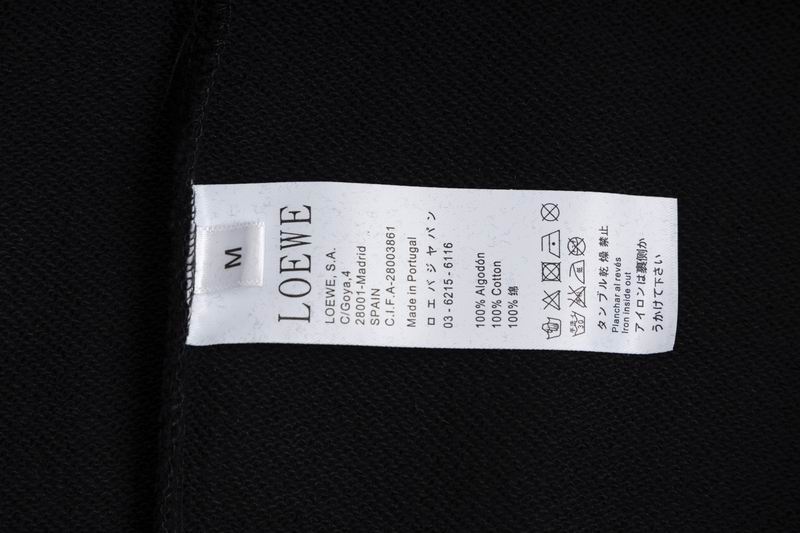 M
LOEWE
LOEWE, S.A.
C/Goya,4
28001-Madrid
SPAIN
C.I.F.A-28003861
Made in Portugal
ロエバジャパン
03-6215-6116
100% Algodón
100% Cotton
100% 綿
タンブル乾燥禁止
Planchar al revés
Iron inside out
アイロンは裏側か
うかけて下さい